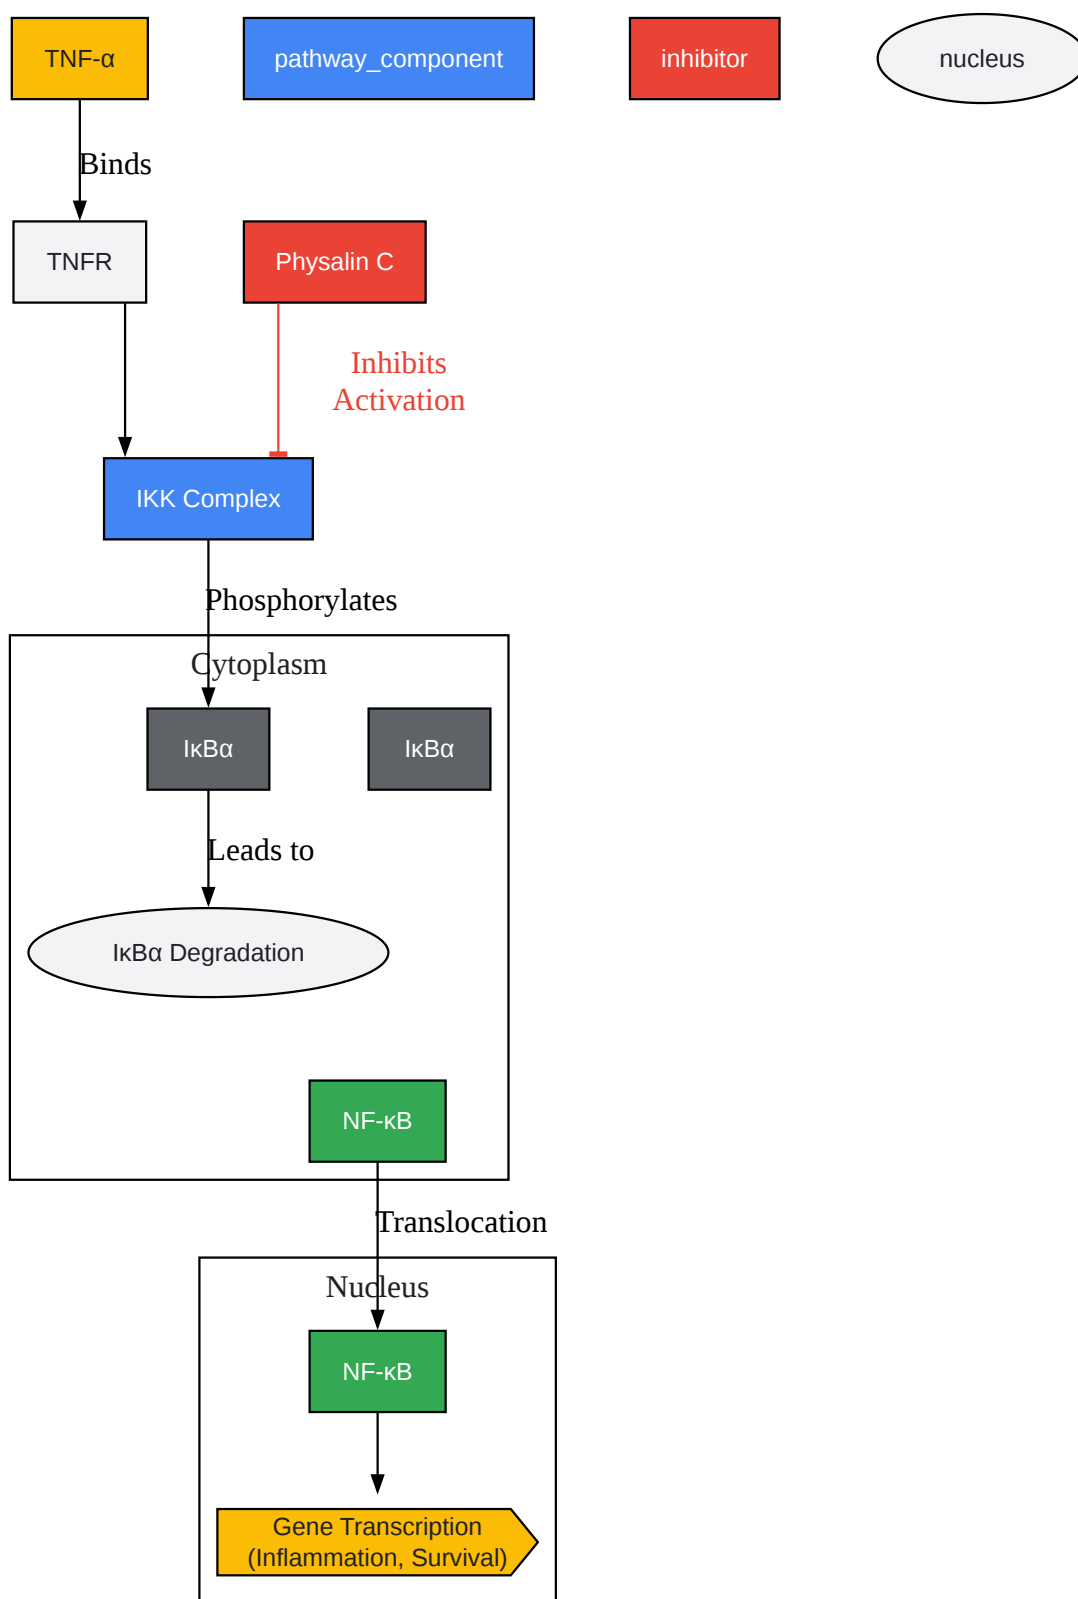 TNF-α
pathway_component
inhibitor
nucleus
Binds
TNFR
Physalin C
Inhibits
Activation
IKK Complex
Phosphorylates
Cytoplasm
IκBα
IκBα
Leads to
IκBα Degradation
NF-κB
Translocation
Nucleus
NF-κB
Gene Transcription
(Inflammation, Survival)